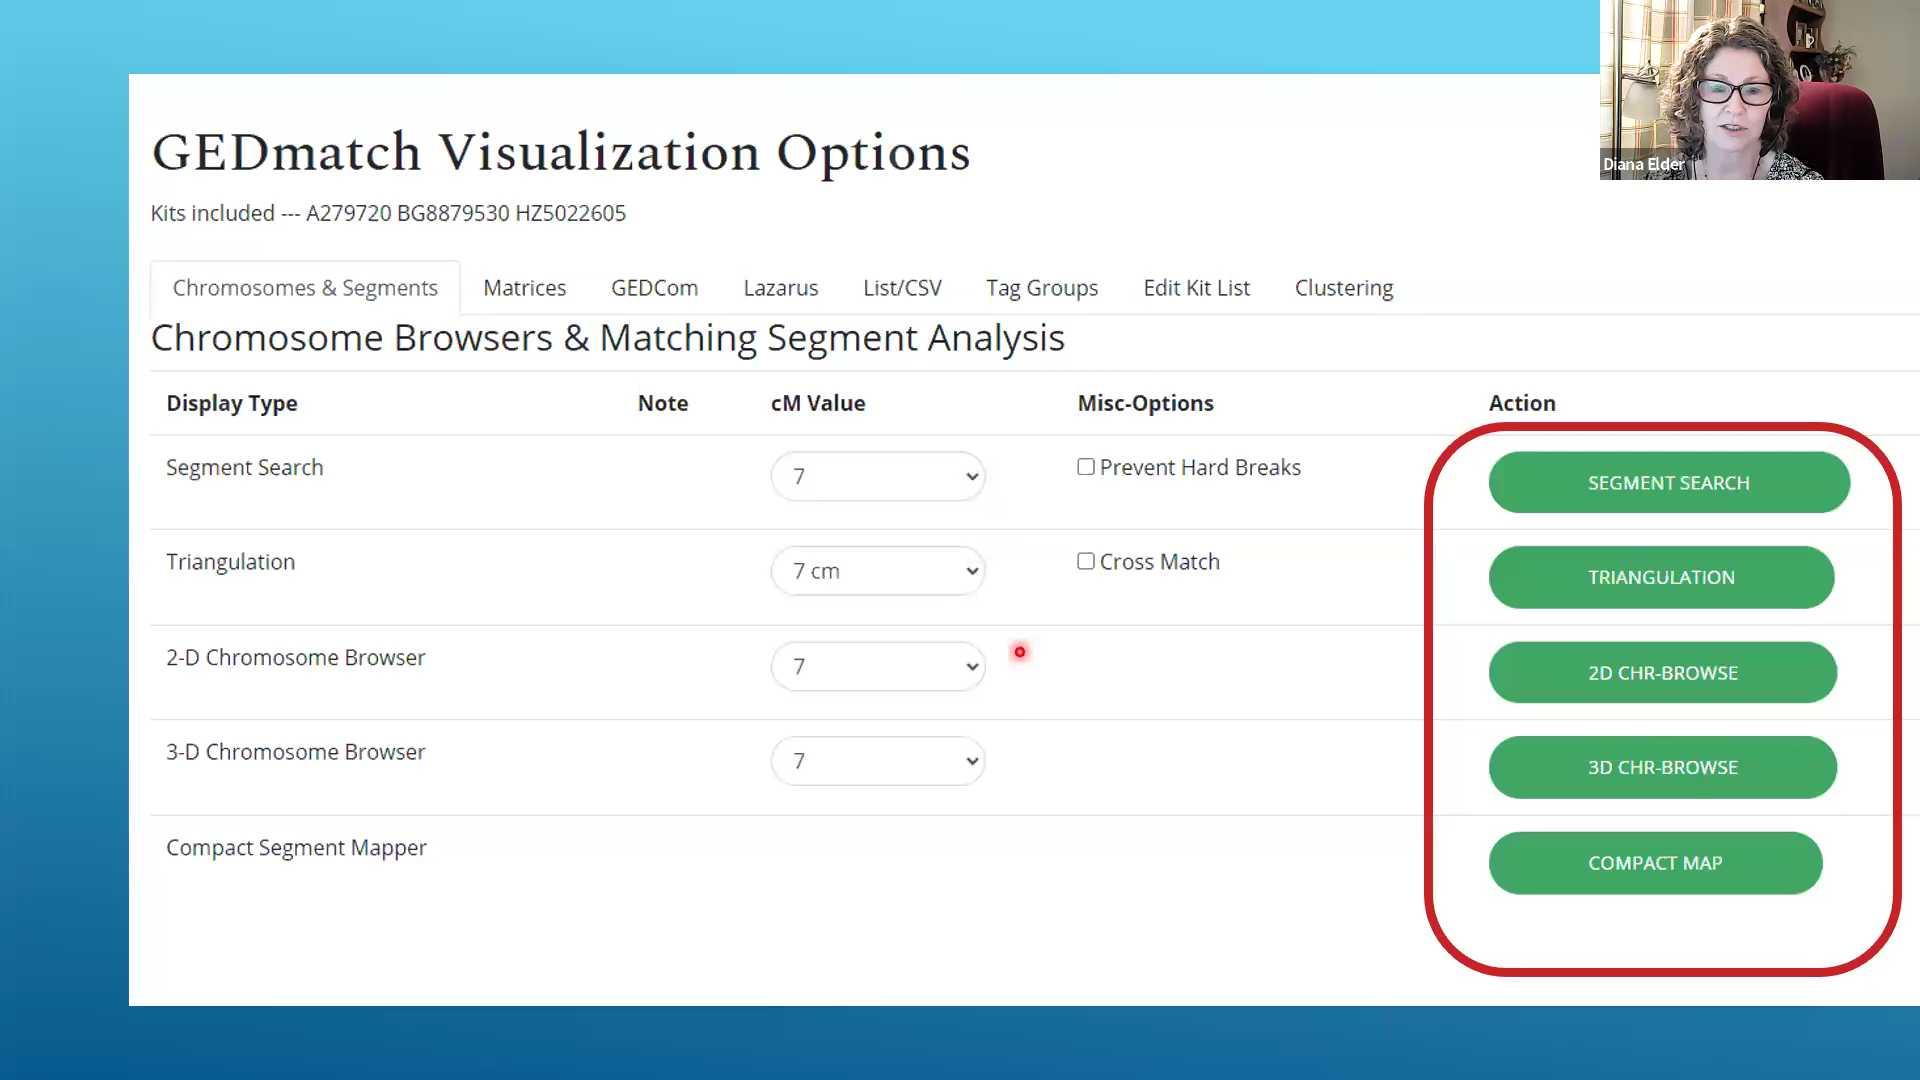 GEDmatch Visualization Options
Diana Elder
Kits included --- A279720 BG8879530 HZ5022605
Chromosomes & Segments Matrices GEDCom Lazarus List/CSV Tag Groups Edit Kit List Clustering
Chromosome Browsers & Matching Segment Analysis
Display Type Note cM Value Misc-Options Action
Segment Search 7 Prevent Hard Breaks SEGMENT SEARCH
Triangulation 7 cm Cross Match TRIANGULATION
2-D Chromosome Browser 7 2D CHR-BROWSE
3-D Chromosome Browser 7 3D CHR-BROWSE
Compact Segment Mapper COMPACT MAP